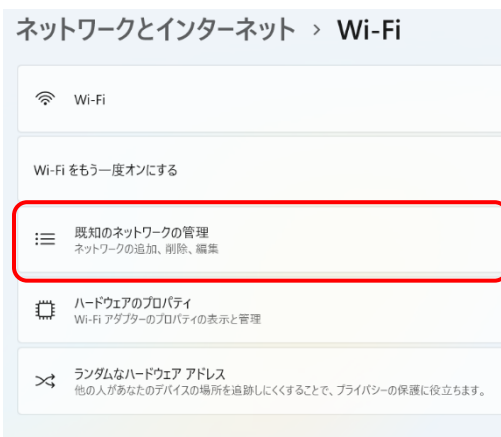 ネットワークとインターネット › Wi-Fi
Wi-Fi
Wi-Fi をもう一度オンにする
既知のネットワークの管理
ネットワークの追加、削除、編集
ハードウェアのプロパティ
Wi-Fi アダプターのプロパティの表示と管理
ランダムなハードウェア アドレス
他の人があなたのデバイスの場所を追跡しにくくすることで、プライバシーの保護に役立ちます。